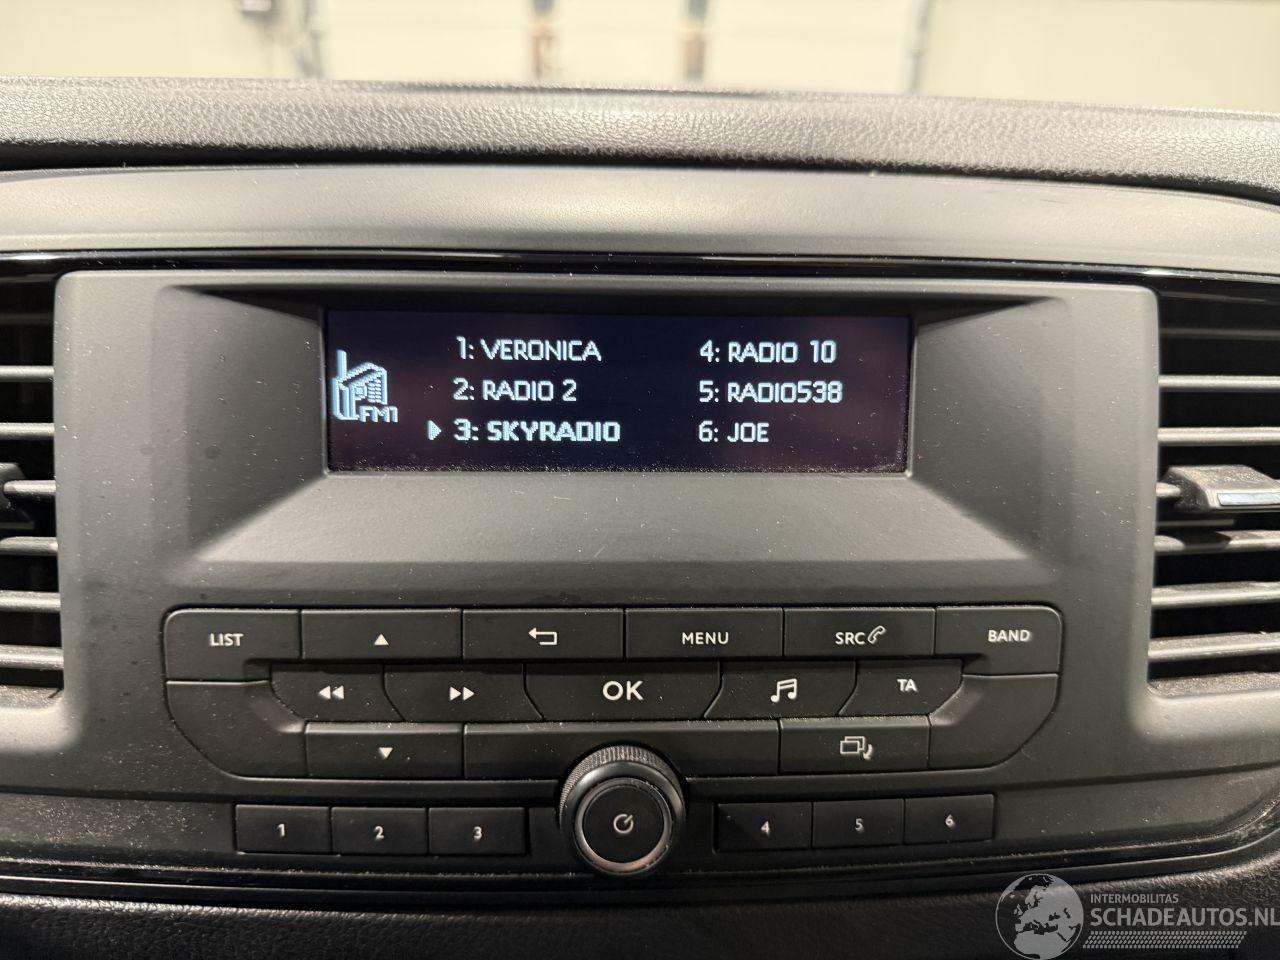 1: VERONICA
2: RADIO 2
3: SKYRADIO
4: RADIO 10
5: RADIO538
6: JOE
FM1
LIST
MENU
SRC
BAND
OK
TA
1
2
3
4
5
6
INTERMOBILITAS
SCHADEAUTOS.NL